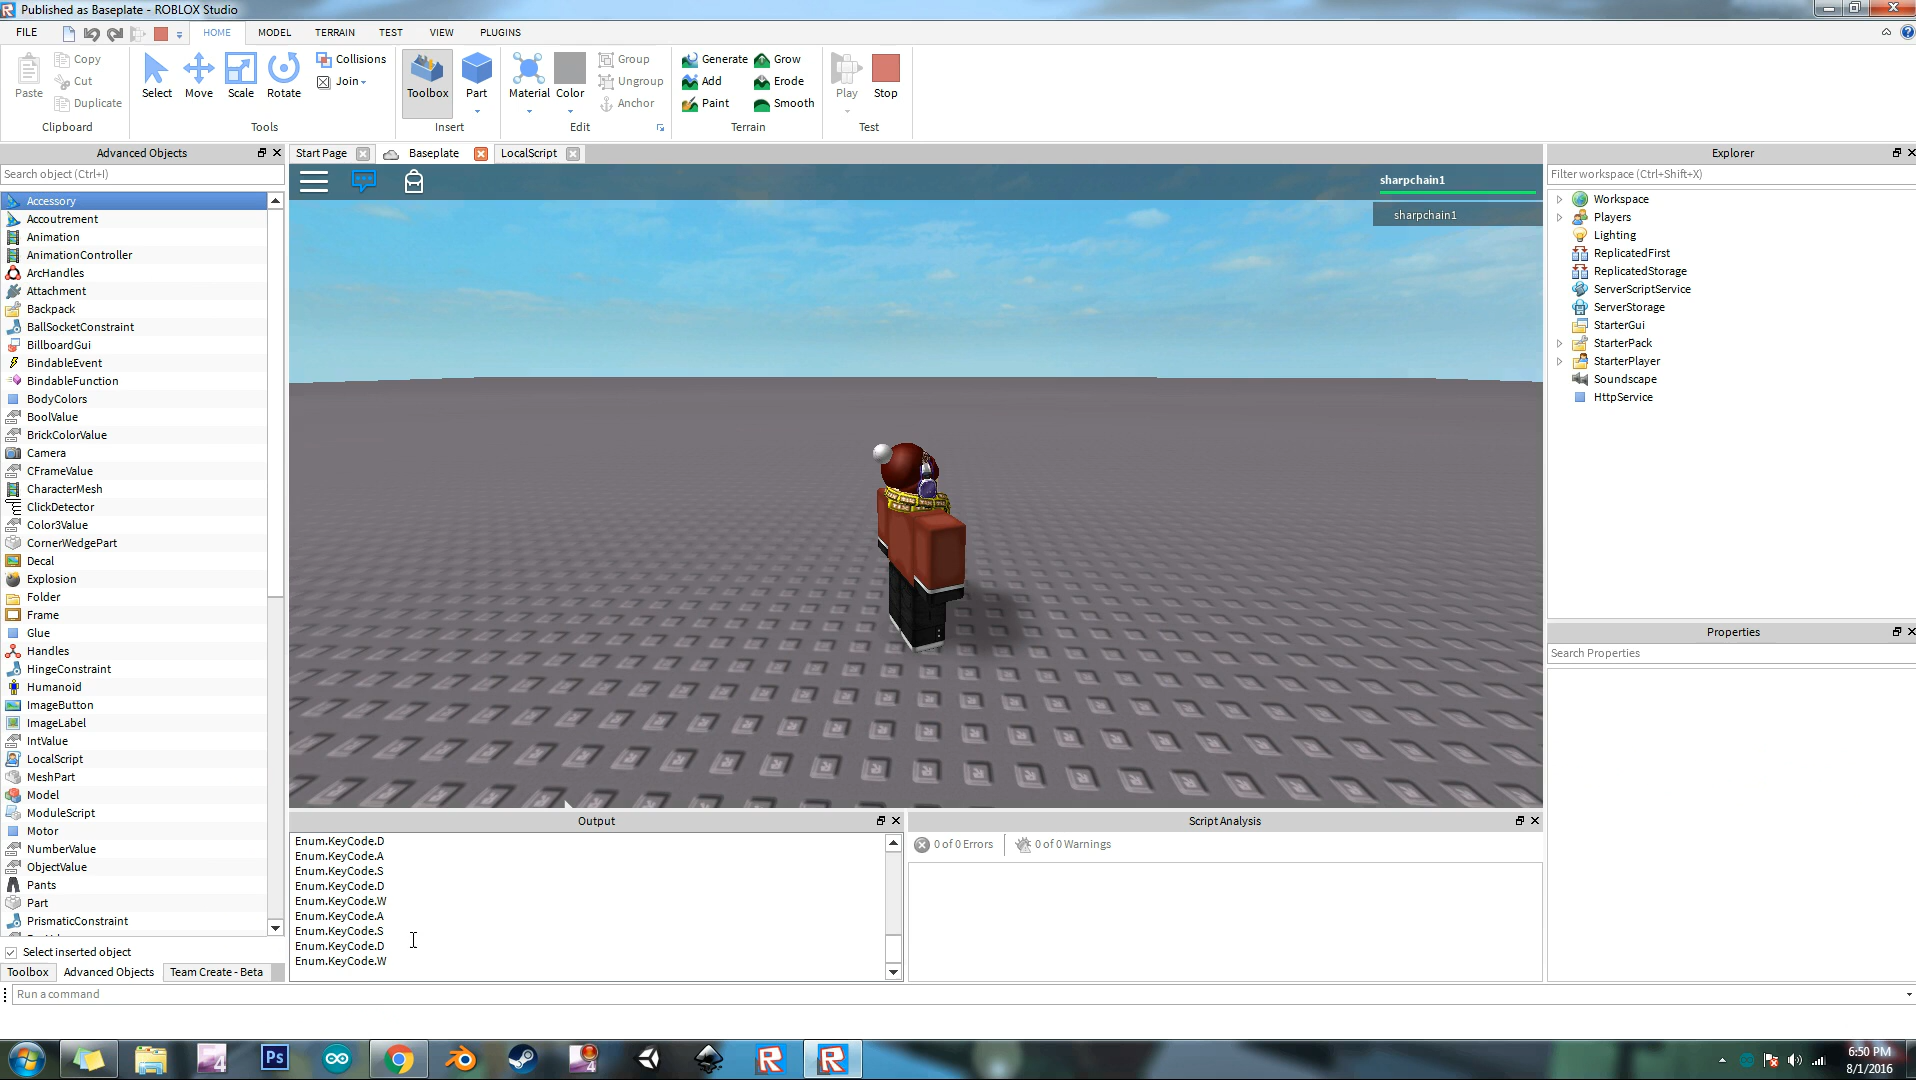 Published as Baseplate - ROBLOX Studio
FILE HOME MODEL TERRAIN TEST VIEW PLUGINS
Paste
Copy
Cut
Duplicate
Clipboard
Select Move Scale Rotate
Collisions
Join
Tools
Toolbox Part
Insert
Material Color
Group
Ungroup
Anchor
Edit
Generate Grow
Add Erode
Paint Smooth
Terrain
Play Stop
Test
Advanced Objects
Search object (Ctrl+I)
Accessory
Accoutrement
Animation
AnimationController
ArcHandles
Attachment
Backpack
BallSocketConstraint
BillboardGui
BindableEvent
BindableFunction
BodyColors
BoolValue
BrickColorValue
Camera
CFrameValue
CharacterMesh
ClickDetector
Color3Value
CornerWedgePart
Decal
Explosion
Folder
Frame
Glue
Handles
HingeConstraint
Humanoid
ImageButton
ImageLabel
IntValue
LocalScript
MeshPart
Model
ModuleScript
Motor
NumberValue
ObjectValue
Pants
Part
PrismaticConstraint
Select inserted object
Toolbox Advanced Objects Team Create - Beta
Start Page Baseplate LocalScript
sharpchain1
sharpchain1
Output
Enum.KeyCode.D
Enum.KeyCode.A
Enum.KeyCode.S
Enum.KeyCode.D
Enum.KeyCode.W
Enum.KeyCode.A
Enum.KeyCode.S
Enum.KeyCode.D
Enum.KeyCode.W
Script Analysis
0 of 0 Errors 0 of 0 Warnings
Explorer
Filter workspace (Ctrl+Shift+X)
Workspace
Players
Lighting
ReplicatedFirst
ReplicatedStorage
ServerScriptService
ServerStorage
StarterGui
StarterPack
StarterPlayer
Soundscape
HttpService
Properties
Search Properties
Run a command
4 Ps 4 R R
6:50 PM
8/1/2016